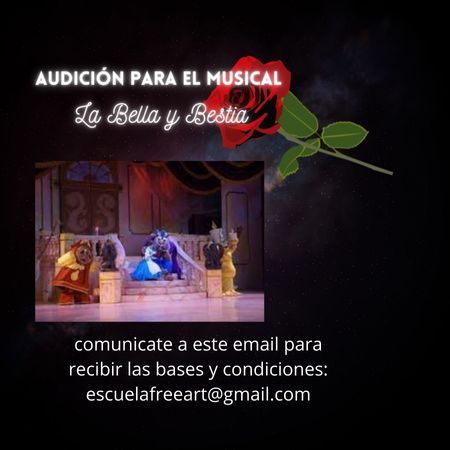 AUDICIÓN PARA EL MUSICAL
La Bella y Bestia
comunicate a este email para
recibir las bases y condiciones:
escuelafreeart@gmail.com